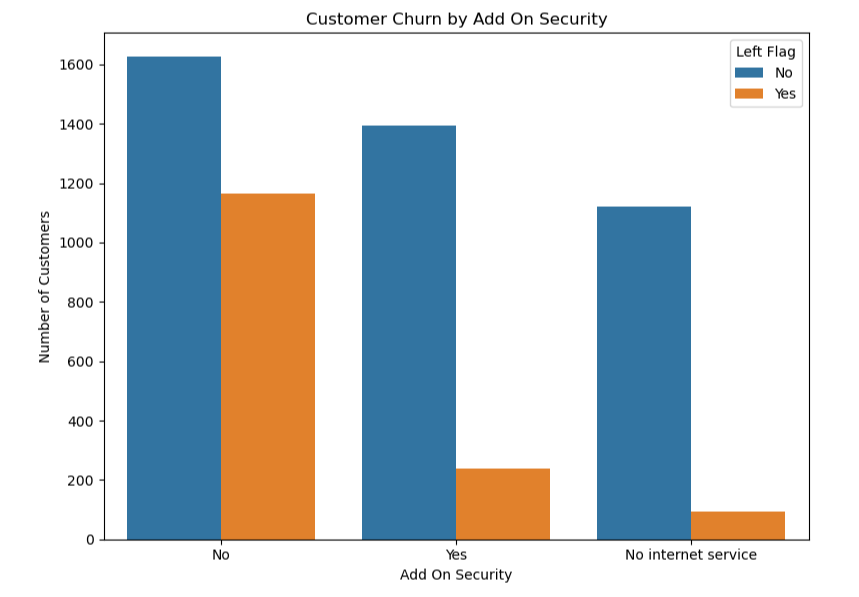 Customer Churn by Add On Security
Left Flag
No
Yes
1600
1400
1200
1000
800
600
400
200
0
Number of Customers
No
Yes
No internet service
Add On Security